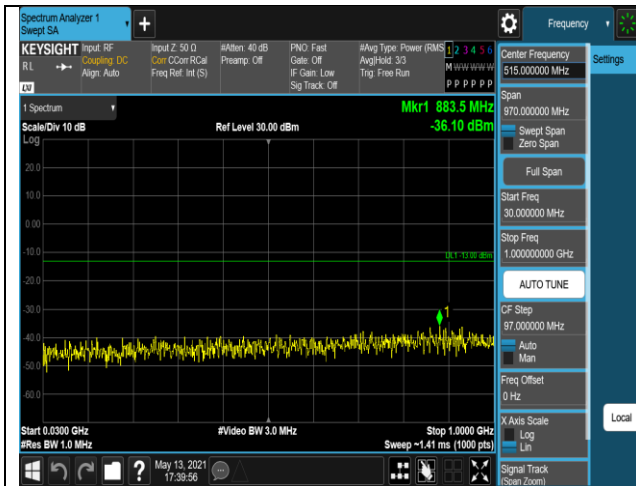 Spectrum Analyzer 1
Swept SA
+
Frequency
KEYSIGHT
RL
LXI
Input: RF
Coupling: DC
Align: Auto
Input Z: 50 Ω
Corr CCorr RCal
Freq Ref: Int (S)
#Atten: 40 dB
Preamp: Off
PNO: Fast
Gate: Off
IF Gain: Low
Sig Track: Off
#Avg Type: Power (RMS
Avg|Hold: 3/3
Trig: Free Run
1 2 3 4 5 6
M W W W W W
P P P P P P
1 Spectrum
Scale/Div 10 dB
Log
Ref Level 30.00 dBm
Mkr1 883.5 MHz
-36.10 dBm
20.0
10.0
0.00
-10.0
DL1 -13.00 dBm
-20.0
-30.0
1
-40.0
-50.0
-60.0
Start 0.0300 GHz
#Res BW 1.0 MHz
#Video BW 3.0 MHz
Stop 1.0000 GHz
Sweep ~1.41 ms (1000 pts)
Center Frequency
515.000000 MHz
Span
970.000000 MHz
Swept Span
Zero Span
Full Span
Start Freq
30.000000 MHz
Stop Freq
1.000000000 GHz
AUTO TUNE
CF Step
97.000000 MHz
Auto
Man
Freq Offset
0 Hz
X Axis Scale
Log
Lin
Signal Track
(Span Zoom)
Settings
Local
?
May 13, 2021
17:39:56